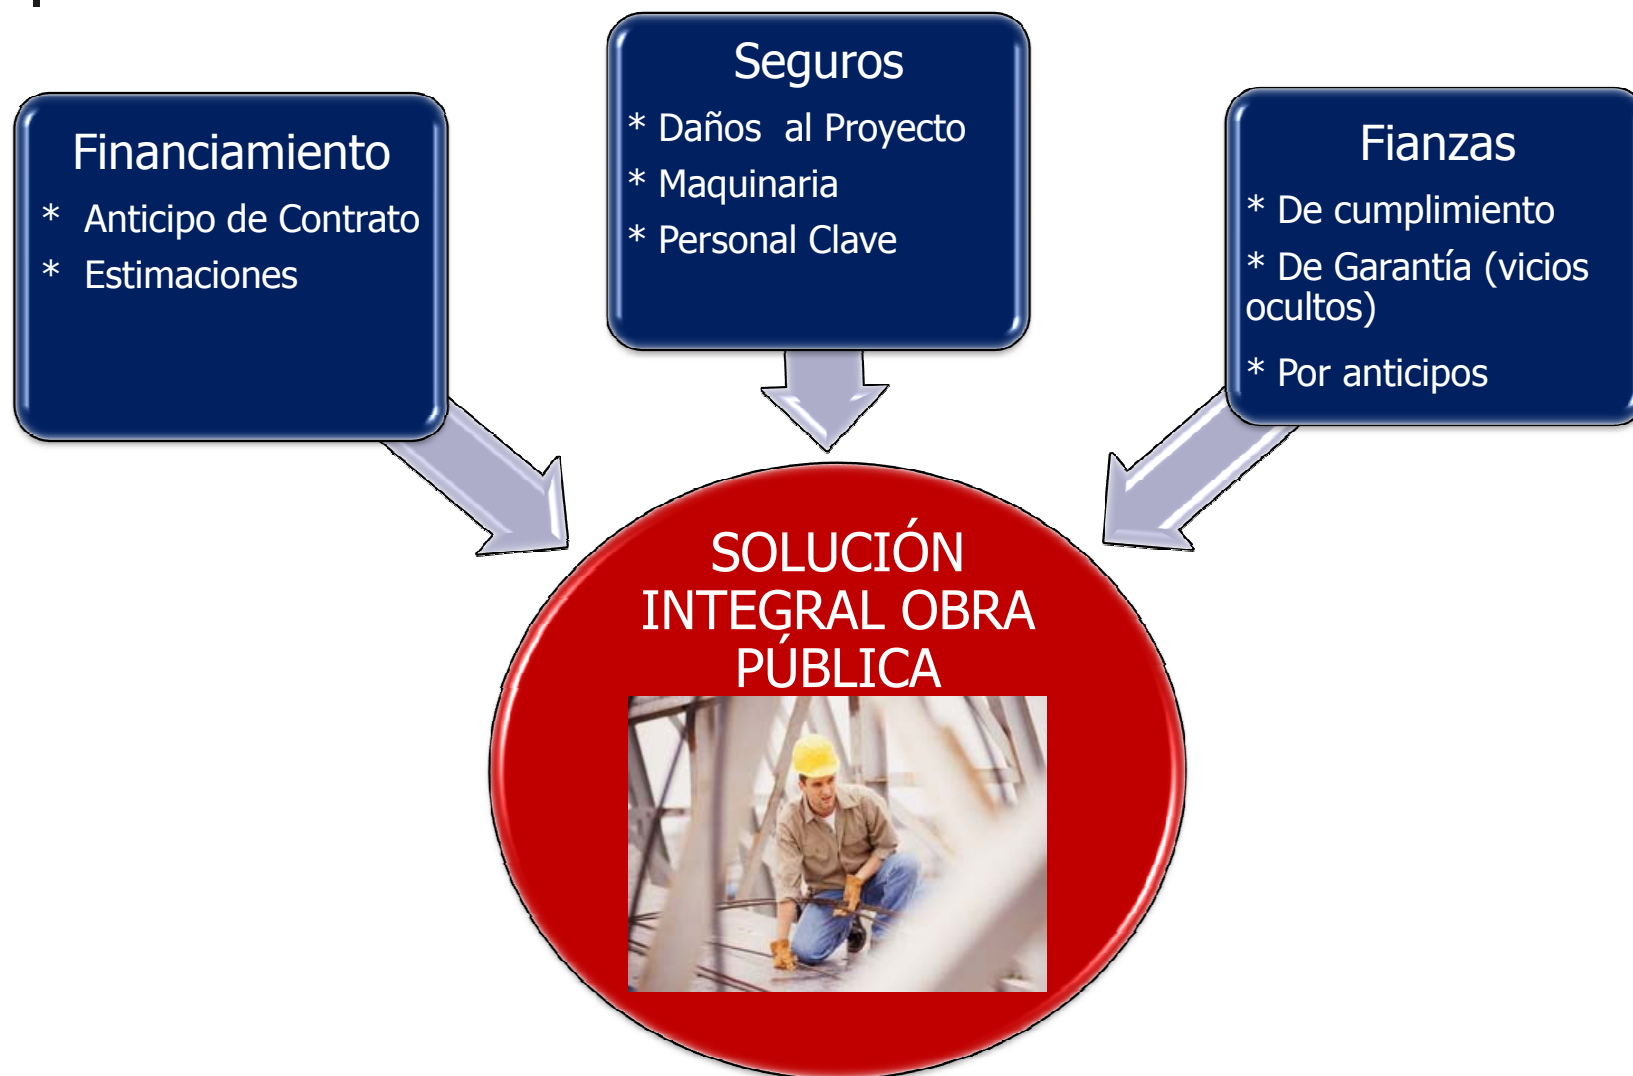 Financiamiento
* Anticipo de Contrato
* Estimaciones
Seguros
* Daños al Proyecto
* Maquinaria
* Personal Clave
Fianzas
* De cumplimiento
* De Garantía (vicios
ocultos)
* Por anticipos
SOLUCIÓN
INTEGRAL OBRA
PÚBLICA